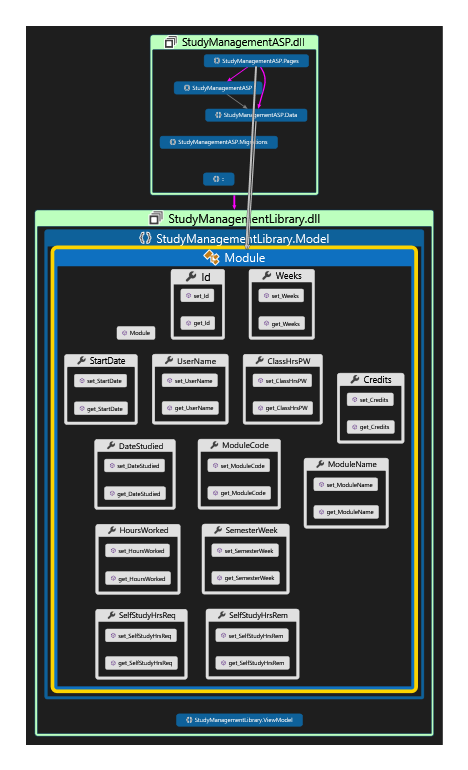 StudyManagementASP.dll
StudyManagementASP.Pages
StudyManagementASP
StudyManagementASP.Data
StudyManagementASP.Migrations
StudyManagementLibrary.dll
StudyManagementLibrary.Model
Module
Id
Weeks
set_Id
set_Weeks
get_Id
get_Weeks
Module
StartDate
UserName
ClassHrsPW
set_StartDate
set_UserName
set_ClassHrsPW
Credits
set_Credits
get_StartDate
get_UserName
get_ClassHrsPW
get_Credits
DateStudied
ModuleCode
set_DateStudied
set_ModuleCode
ModuleName
set_ModuleName
get_DateStudied
get_ModuleCode
get_ModuleName
HoursWorked
SemesterWeek
set_HoursWorked
set_SemesterWeek
get_HoursWorked
get_SemesterWeek
SelfStudyHrsReq
SelfStudyHrsRem
set_SelfStudyHrsReq
set_SelfStudyHrsRem
get_SelfStudyHrsReq
get_SelfStudyHrsRem
StudyManagementLibrary.ViewModel